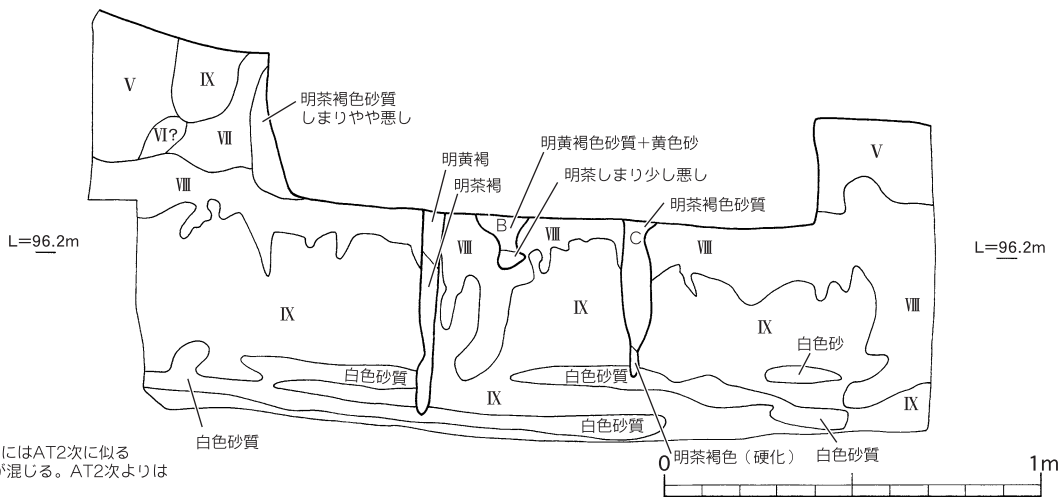 V
IX
VI?
VII
明茶褐色砂質
しまりやや悪し
明黄褐色砂質＋黄色砂
明黄褐
明茶しまり少し悪し
明茶褐
明茶褐色砂質
V
VIII
B
VIII
VIII
C
VIII
L=96.2m
L=96.2m
VIII
IX
IX
IX
白色砂
白色砂質
白色砂質
IX
IX
白色砂質
白色砂質
白色砂質
明茶褐色（硬化）
にはAT2次に似る
が混じる。AT2次よりは
0
1m